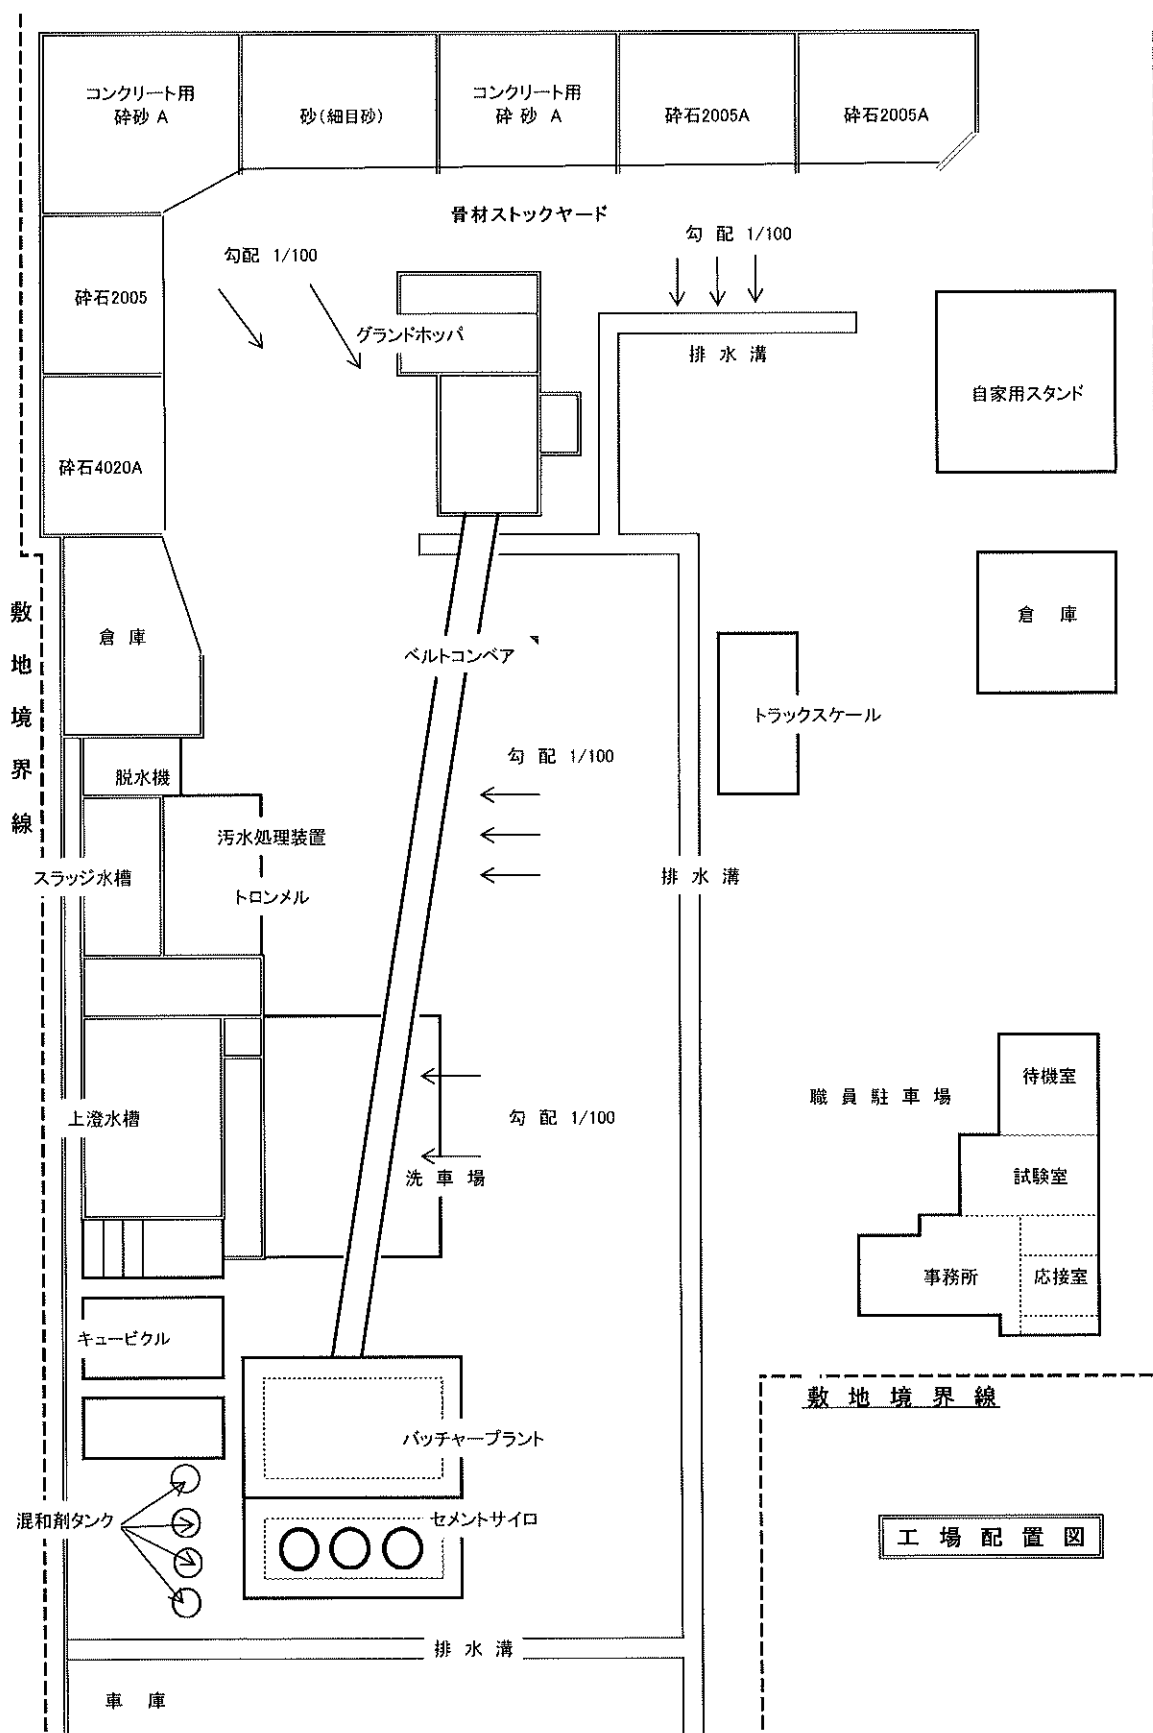 コンクリート用
砕砂 A
砂(細目砂)
コンクリート用
砕 砂 A
砕石2005A
砕石2005A
骨材ストックヤード
勾配 1/100
勾 配 1/100
砕石2005
グランドホッパ
排 水 溝
自家用スタンド
砕石4020A
敷地境界線
倉 庫
倉 庫
ベルトコンベア
トラックスケール
勾 配 1/100
脱水機
汚水処理装置
スラッジ水槽
トロンメル
排 水 溝
職 員 駐 車 場
待機室
上澄水槽
勾 配 1/100
洗 車 場
試験室
事務所
応接室
キュービクル
敷 地 境 界 線
バッチャープラント
混和剤タンク
セメントサイロ
工 場 配 置 図
排 水 溝
車 庫